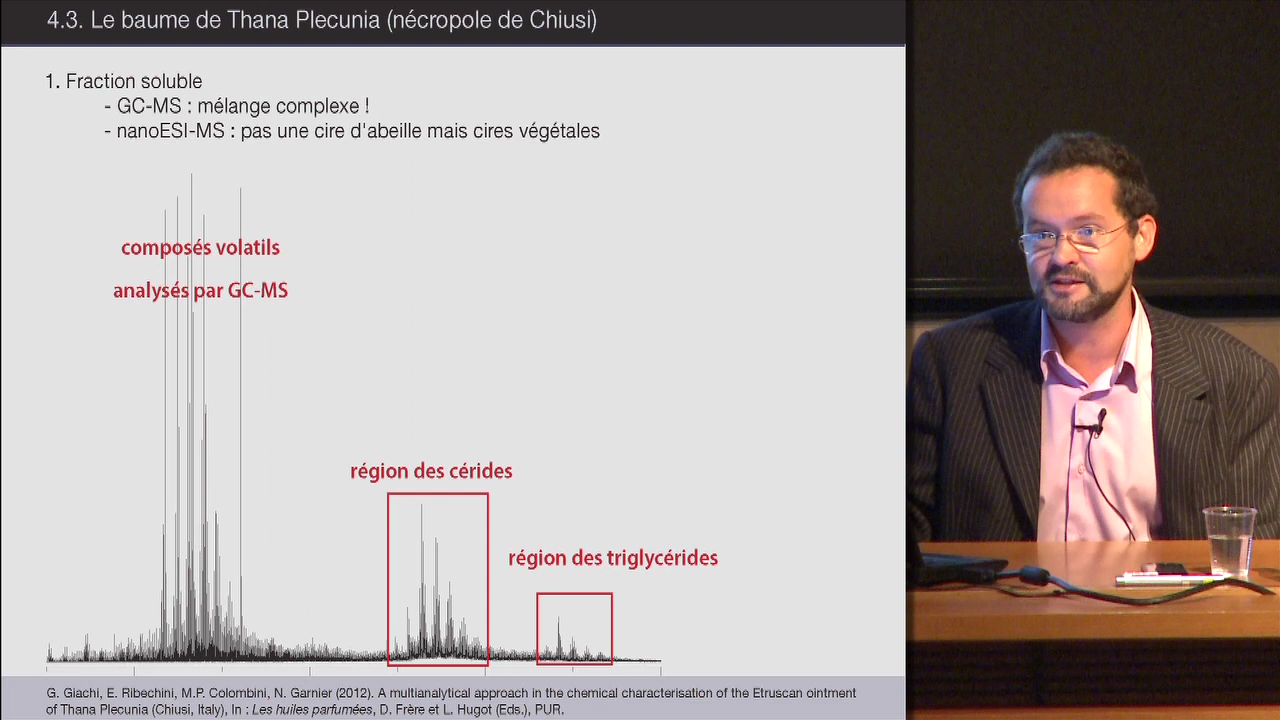 4.3. Le baume de Thana Plecunia (nécropole de Chiusi)
1. Fraction soluble
- GC-MS : mélange complexe !
- nanoESI-MS : pas une cire d'abeille mais cires végétales
composés volatils
analysés par GC-MS
région des cérides
région des triglycérides
G. Giachi, E. Ribechini, M.P. Colombini, N. Garnier (2012). A multianalytical approach in the chemical characterisation of the Etruscan ointment
of Thana Plecunia (Chiusi, Italy), In : Les huiles parfumées, D. Frère et L. Hugot (Eds.), PUR.